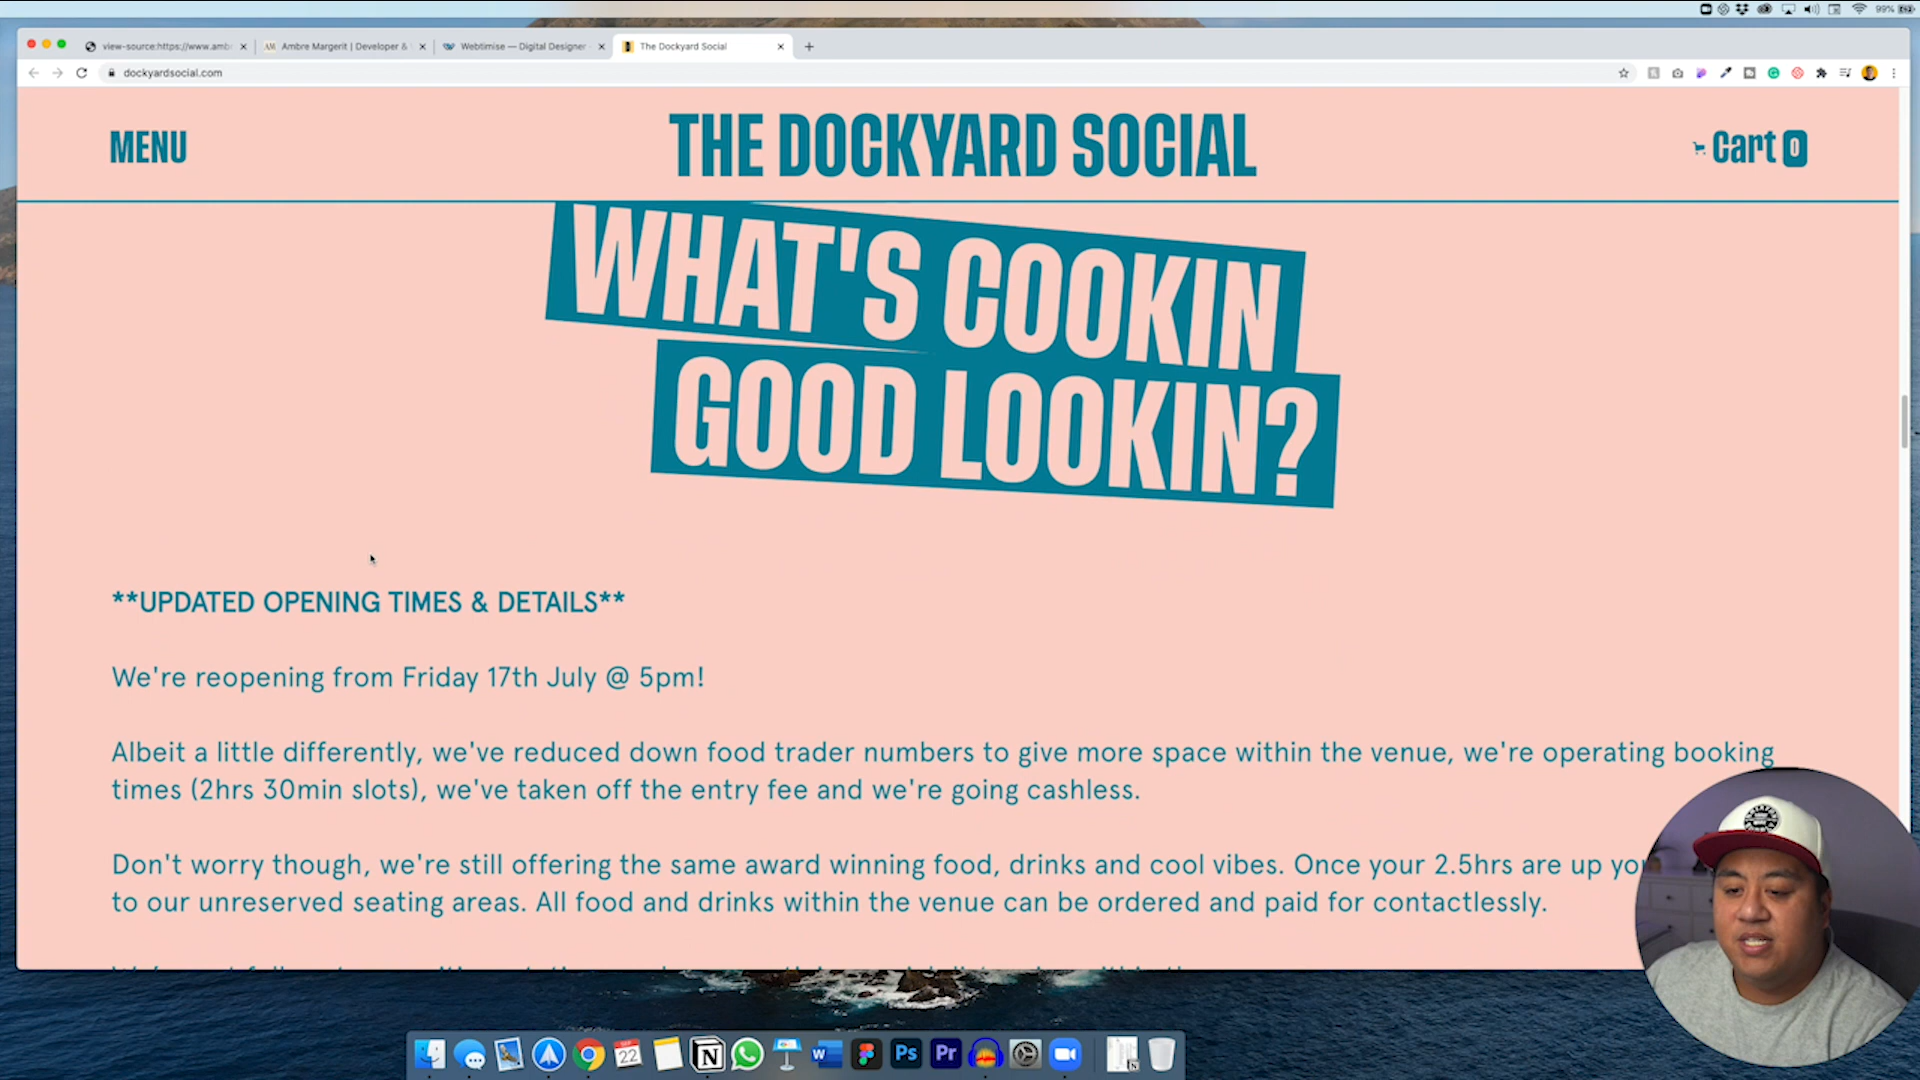 99%
view-source:https://www.amb
Ambre Margerit | Developer &
Webtimise — Digital Designer
The Dockyard Social
dockyardsocial.com
MENU
THE DOCKYARD SOCIAL
Cart 0
WHAT'S COOKIN
GOOD LOOKIN?
**UPDATED OPENING TIMES & DETAILS**
We're reopening from Friday 17th July @ 5pm!
Albeit a little differently, we've reduced down food trader numbers to give more space within the venue, we're operating booking
times (2hrs 30min slots), we've taken off the entry fee and we're going cashless.
Don't worry though, we're still offering the same award winning food, drinks and cool vibes. Once your 2.5hrs are up you
to our unreserved seating areas. All food and drinks within the venue can be ordered and paid for contactlessly.
22
N
W
Ps
Pr